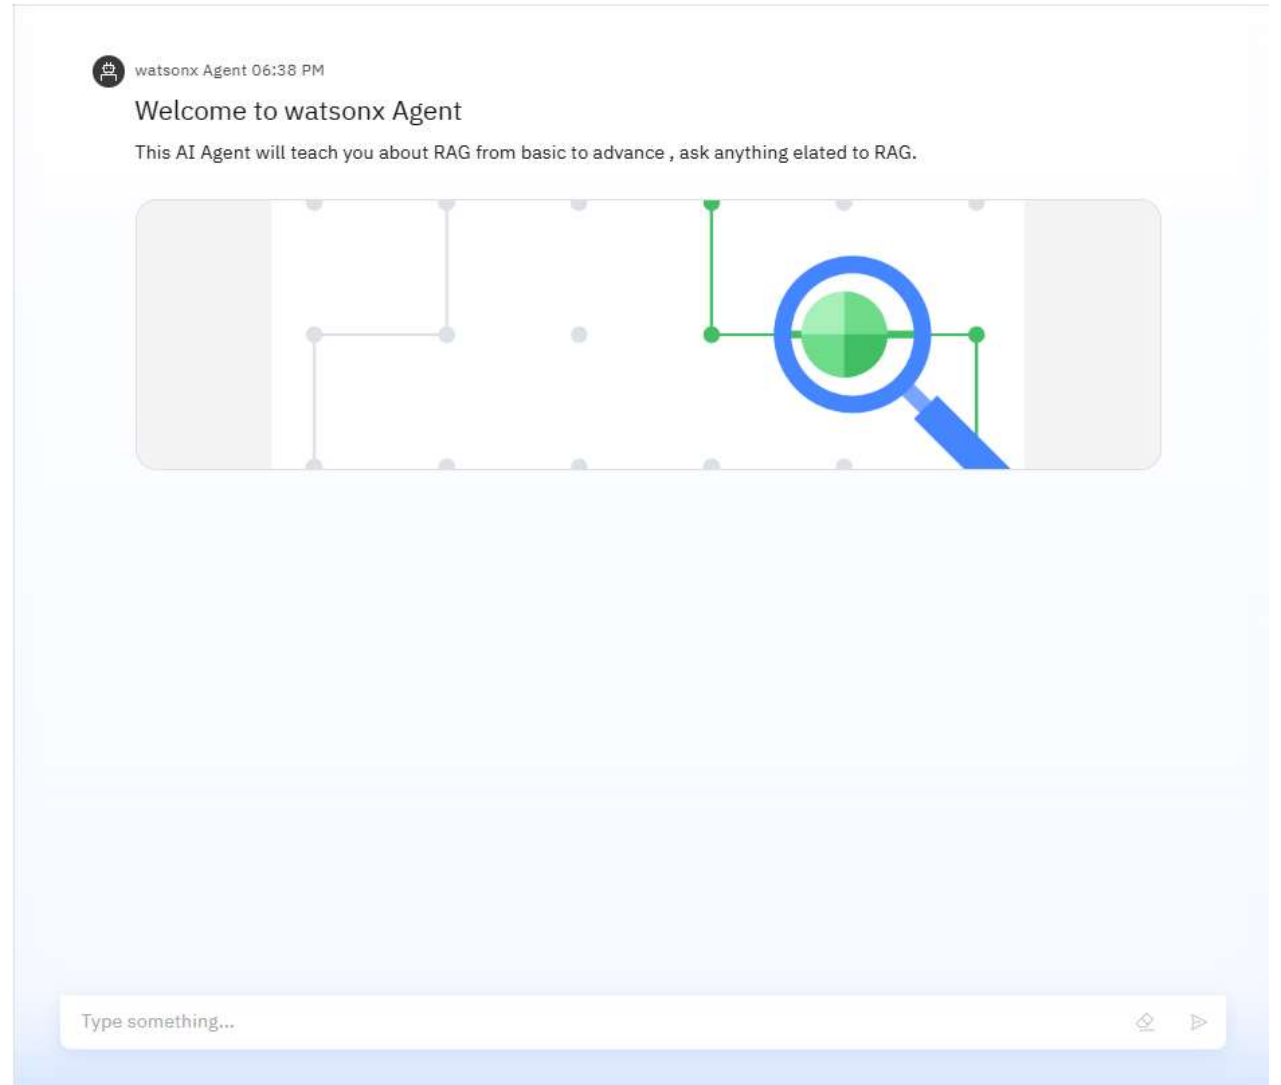 watsonx Agent 06:38 PM
Welcome to watsonx Agent
This AI Agent will teach you about RAG from basic to advance , ask anything elated to RAG.
Type something...